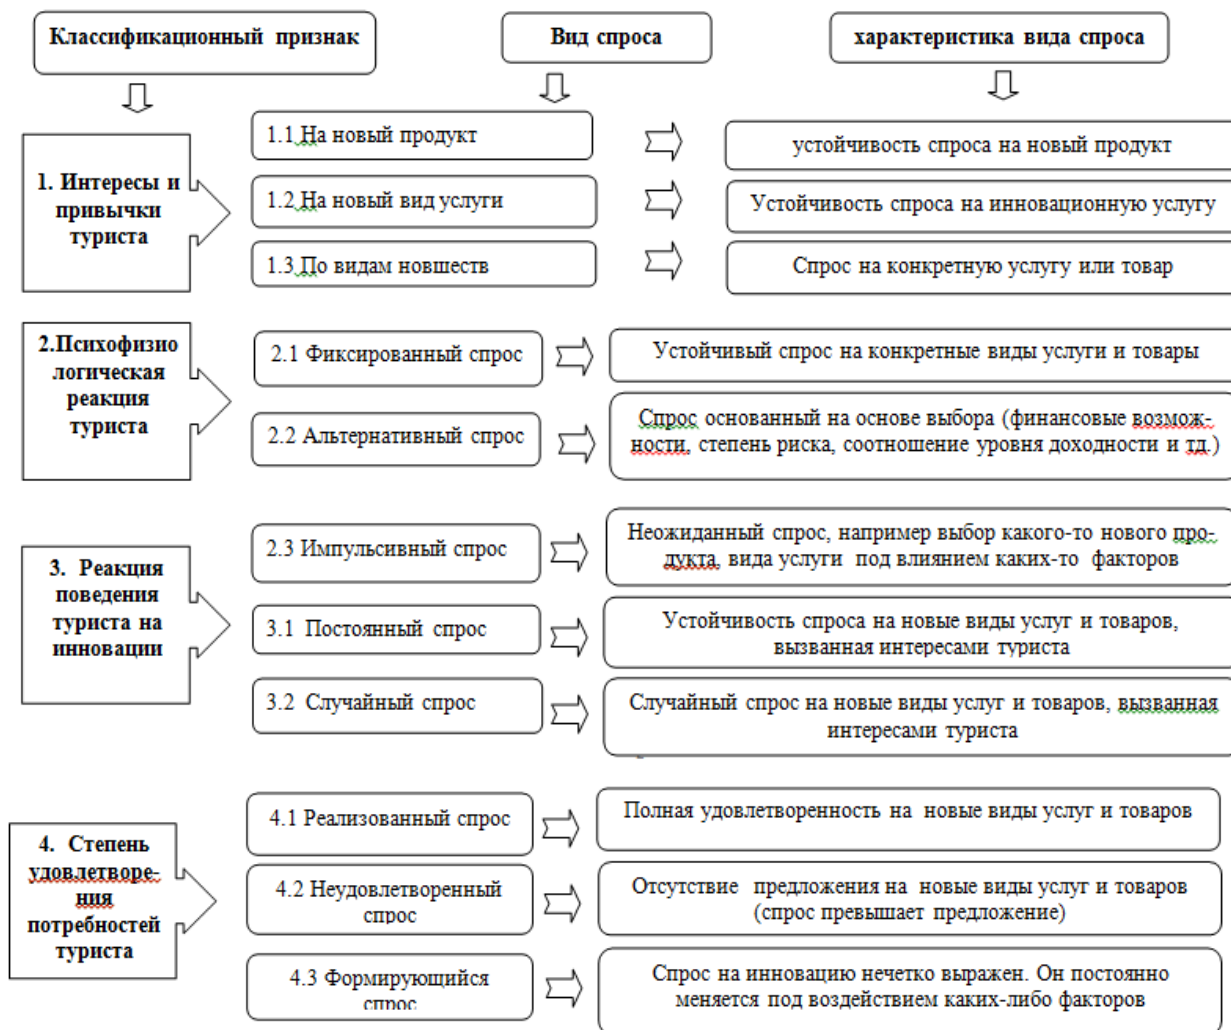 Классификационный признак
Вид спроса
характеристика вида спроса
1. Интересы и
привычки
туриста
1.1 На новый продукт
устойчивость спроса на новый продукт
1.2 На новый вид услуги
Устойчивость спроса на инновационную услугу
1.3 По видам новшеств
Спрос на конкретную услугу или товар
2.Психофизио
логическая
реакция
туриста
2.1 Фиксированный спрос
Устойчивый спрос на конкретные виды услуги и товары
2.2 Альтернативный спрос
Спрос основанный на основе выбора (финансовые возмож-
ности, степень риска, соотношение уровня доходности и тд.)
3. Реакция
поведения
туриста на
инновации
2.3 Импульсивный спрос
Неожиданный спрос, например выбор какого-то нового про-
дукта, вида услуги под влиянием каких-то факторов
3.1 Постоянный спрос
Устойчивость спроса на новые виды услуг и товаров,
вызванная интересами туриста
3.2 Случайный спрос
Случайный спрос на новые виды услуг и товаров, вызванная
интересами туриста
4. Степень
удовлетворе-
ния
потребностей
туриста
4.1 Реализованный спрос
Полная удовлетворенность на новые виды услуг и товаров
4.2 Неудовлетворенный
спрос
Отсутствие предложения на новые виды услуг и товаров
(спрос превышает предложение)
4.3 Формирующийся
спрос
Спрос на инновацию нечетко выражен. Он постоянно
меняется под воздействием каких-либо факторов